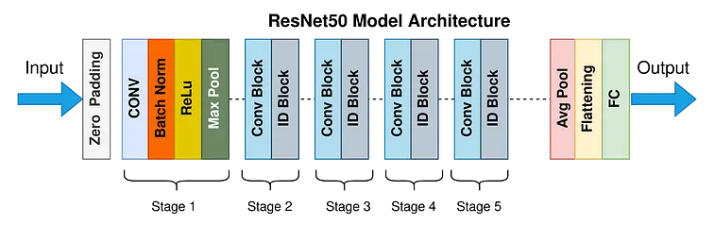 ResNet50 Model Architecture
Input
Zero Padding
CONV
Batch Norm
ReLu
Max Pool
Conv Block
ID Block
Conv Block
ID Block
Conv Block
ID Block
Conv Block
ID Block
Avg Pool
Flattening
FC
Output
Stage 1
Stage 2
Stage 3
Stage 4
Stage 5